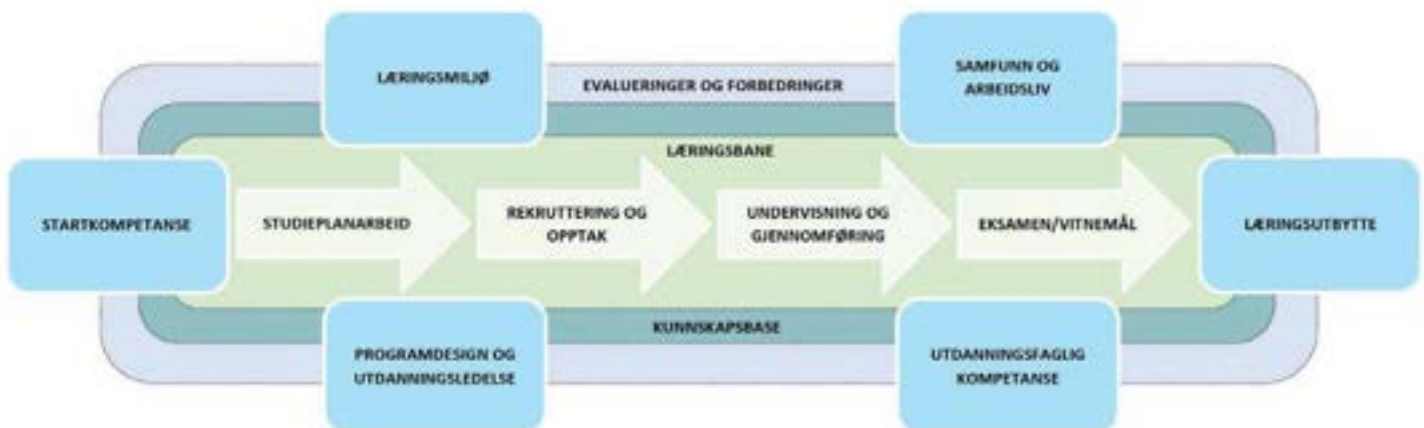 LÆRINGSMILJØ
EVALUERINGER OG FORBEDRINGER
SAMFUNN OG
ARBEIDSLIV
LÆRINGSBANE
STARTKOMPETANSE
STUDIEPLANARBEID
REKRUTTERING OG
OPPTAK
UNDERVISNING OG
GJENNOMFØRING
EKSAMEN/VITNEMÅL
LÆRINGSUTBYTTE
KUNNSKAPSBASE
PROGRAMDESIGN OG
UTDANNINGSLEDELSE
UTDANNINGSFAGLIG
KOMPETANSE